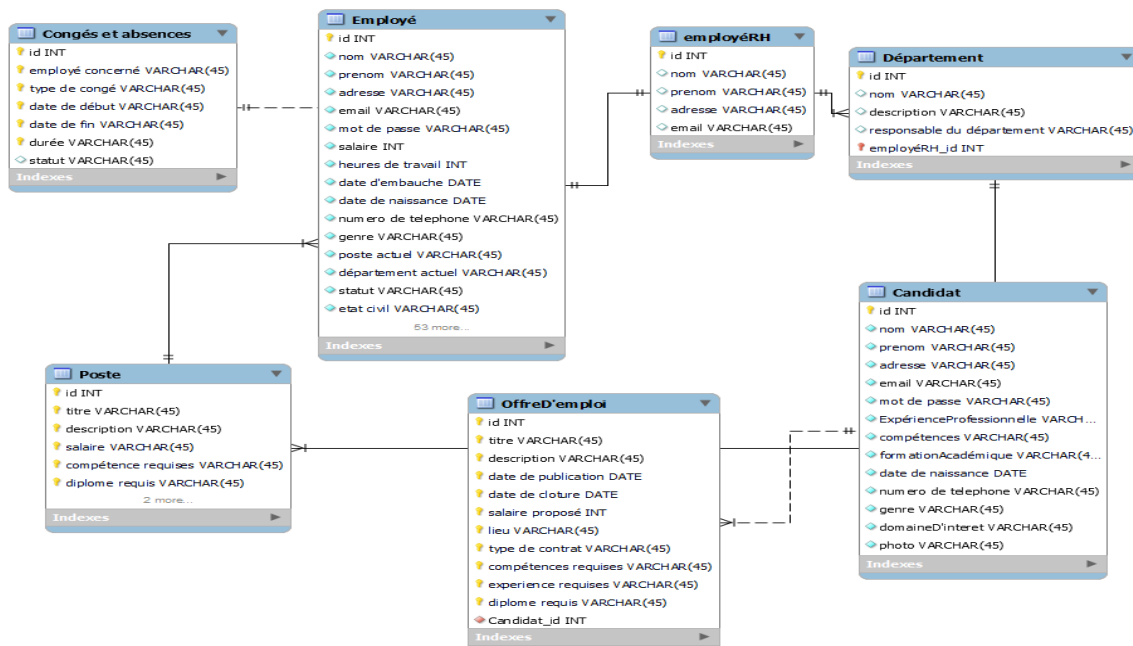 Congés et absences
id INT
employé concerné VARCHAR(45)
type de congé VARCHAR(45)
date de début VARCHAR(45)
date de fin VARCHAR(45)
durée VARCHAR(45)
statut VARCHAR(45)
Indexes
Employé
id INT
nom VARCHAR(45)
prenom VARCHAR(45)
adresse VARCHAR(45)
email VARCHAR(45)
mot de passe VARCHAR(45)
salaire INT
heures de travail INT
date d'embauche DATE
date de naissance DATE
numero de telephone VARCHAR(45)
genre VARCHAR(45)
poste actuel VARCHAR(45)
département actuel VARCHAR(45)
statut VARCHAR(45)
etat civil VARCHAR(45)
53 more...
Indexes
employéRH
id INT
nom VARCHAR(45)
prenom VARCHAR(45)
adresse VARCHAR(45)
email VARCHAR(45)
Indexes
Département
id INT
nom VARCHAR(45)
description VARCHAR(45)
responsable du département VARCHAR(45)
employéRH_id INT
Indexes
Poste
id INT
titre VARCHAR(45)
description VARCHAR(45)
salaire VARCHAR(45)
compétence requises VARCHAR(45)
diplome requis VARCHAR(45)
2 more...
Indexes
OffreD'emploi
id INT
titre VARCHAR(45)
description VARCHAR(45)
date de publication DATE
date de cloture DATE
salaire proposé INT
lieu VARCHAR(45)
type de contrat VARCHAR(45)
compétences requises VARCHAR(45)
experience requises VARCHAR(45)
diplome requis VARCHAR(45)
Candidat_id INT
Indexes
Candidat
id INT
nom VARCHAR(45)
prenom VARCHAR(45)
adresse VARCHAR(45)
email VARCHAR(45)
mot de passe VARCHAR(45)
ExpérienceProfessionnelle VARCH...
compétences VARCHAR(45)
formationAcadémique VARCHAR(4...
date de naissance DATE
numero de telephone VARCHAR(45)
genre VARCHAR(45)
domaineD'interet VARCHAR(45)
photo VARCHAR(45)
Indexes